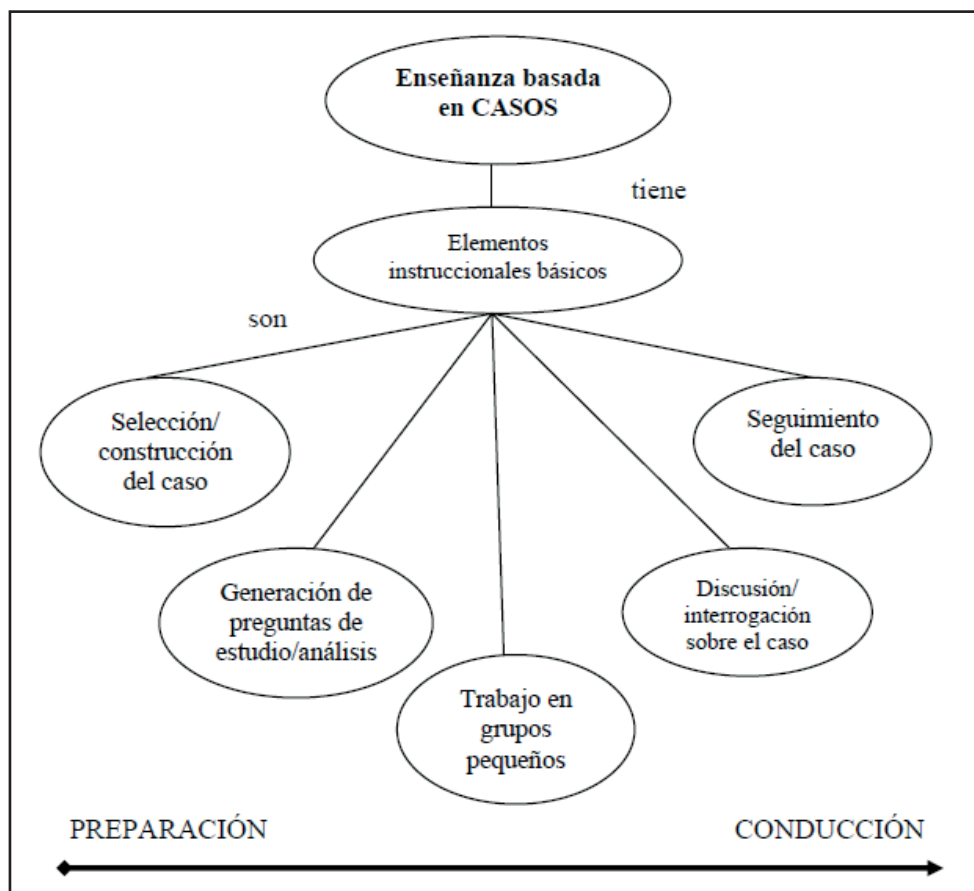 Enseñanza basada
en CASOS
tiene
Elementos
instruccionales básicos
son
Selección/
construcción
del caso
Generación de
preguntas de
estudio/análisis
Trabajo en
grupos
pequeños
Discusión/
interrogación
sobre el caso
Seguimiento
del caso
PREPARACIÓN
CONDUCCIÓN